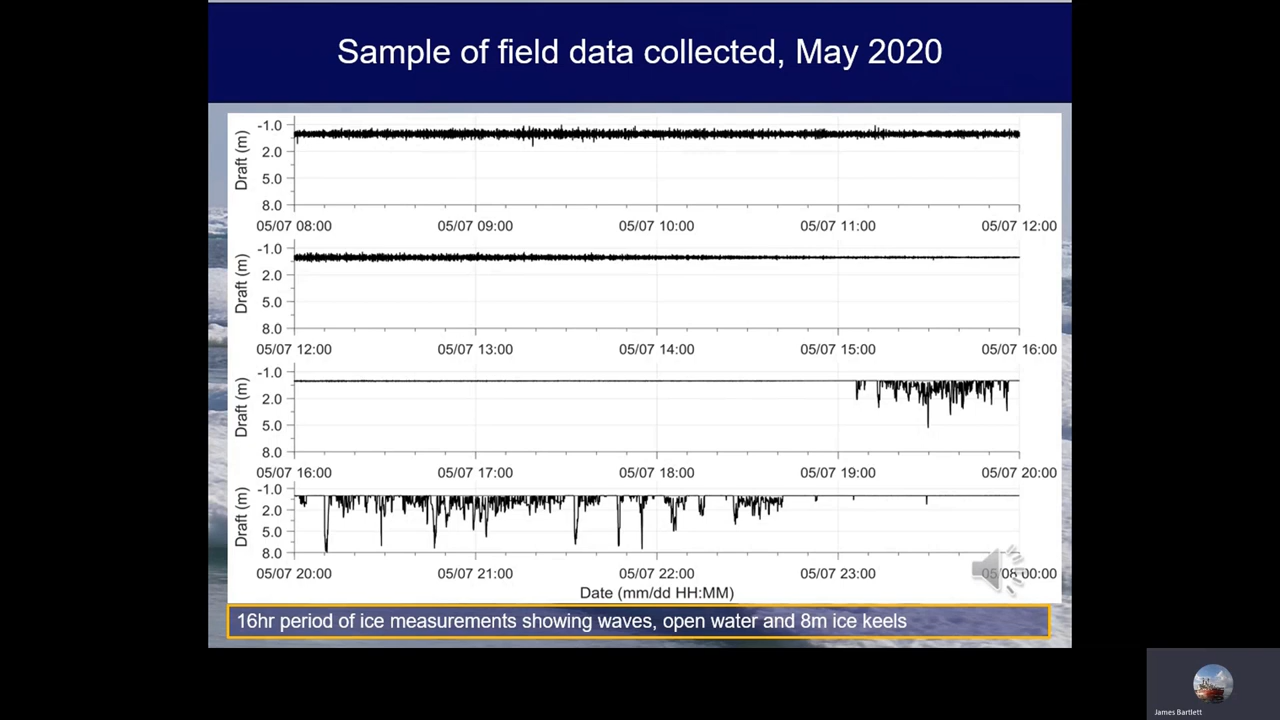 Sample of field data collected, May 2020
-1.0
2.0
5.0
8.0
Draft (m)
05/07 08:00 05/07 09:00 05/07 10:00 05/07 11:00 05/07 12:00
-1.0
2.0
5.0
8.0
Draft (m)
05/07 12:00 05/07 13:00 05/07 14:00 05/07 15:00 05/07 16:00
-1.0
2.0
5.0
8.0
Draft (m)
05/07 16:00 05/07 17:00 05/07 18:00 05/07 19:00 05/07 20:00
-1.0
2.0
5.0
8.0
Draft (m)
05/07 20:00 05/07 21:00 05/07 22:00 05/07 23:00 05/08 00:00
Date (mm/dd HH:MM)
16hr period of ice measurements showing waves, open water and 8m ice keels
James Bartlett